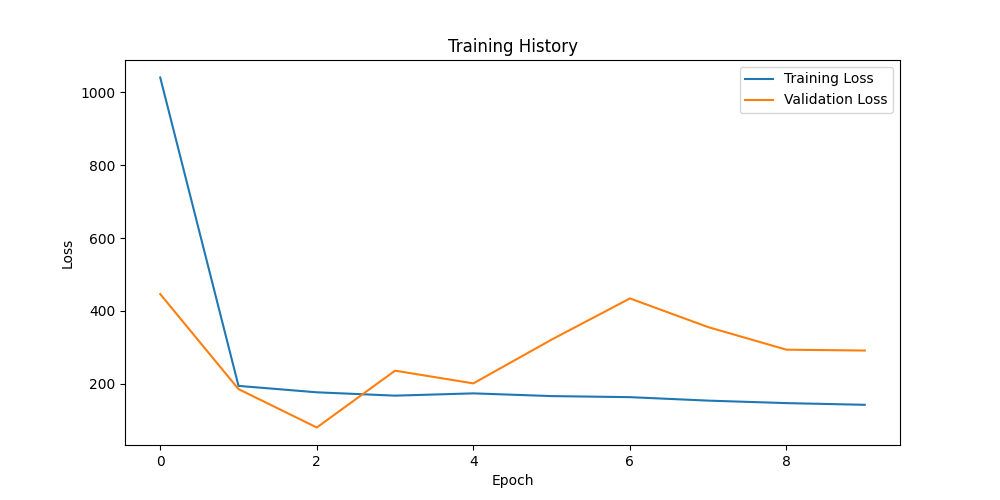 Training History
Training Loss
Validation Loss
1000
800
600
400
200
Loss
0 2 4 6 8
Epoch